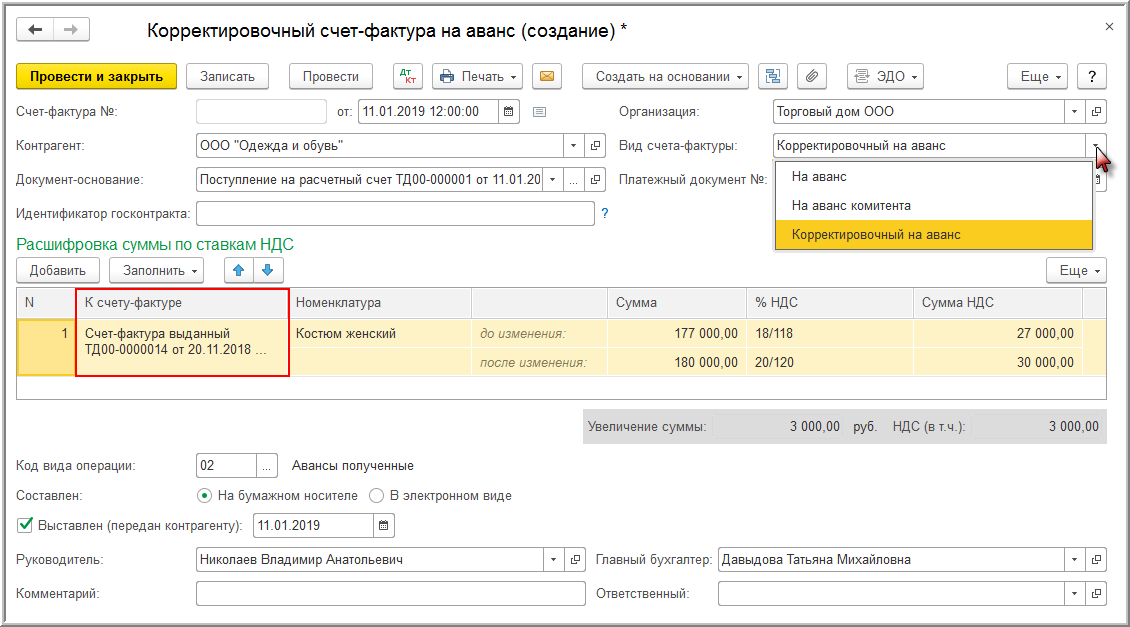 Корректировочный счет-фактура на аванс (создание) *
Провести и закрыть Записать Провести Дт Кт Печать Создать на основании ЭДО Еще ?
Счет-фактура №: от: 11.01.2019 12:00:00 Организация: Торговый дом ООО
Контрагент: ООО "Одежда и обувь" Вид счета-фактуры: Корректировочный на аванс
Документ-основание: Поступление на расчетный счет ТД00-000001 от 11.01.20 ... Платежный документ №:
На аванс
На аванс комитента
Корректировочный на аванс
Идентификатор госконтракта: ?
Расшифровка суммы по ставкам НДС
Добавить Заполнить Еще
N К счету-фактуре Номенклатура Сумма % НДС Сумма НДС
1 Счет-фактура выданный Костюм женский до изменения: 177 000,00 18/118 27 000,00
ТД00-0000014 от 20.11.2018 ... после изменения: 180 000,00 20/120 30 000,00
Увеличение суммы: 3 000,00 руб. НДС (в т.ч.): 3 000,00
Код вида операции: 02 ... Авансы полученные
Составлен: На бумажном носителе В электронном виде
Выставлен (передан контрагенту): 11.01.2019
Руководитель: Николаев Владимир Анатольевич Главный бухгалтер: Давыдова Татьяна Михайловна
Комментарий: Ответственный: